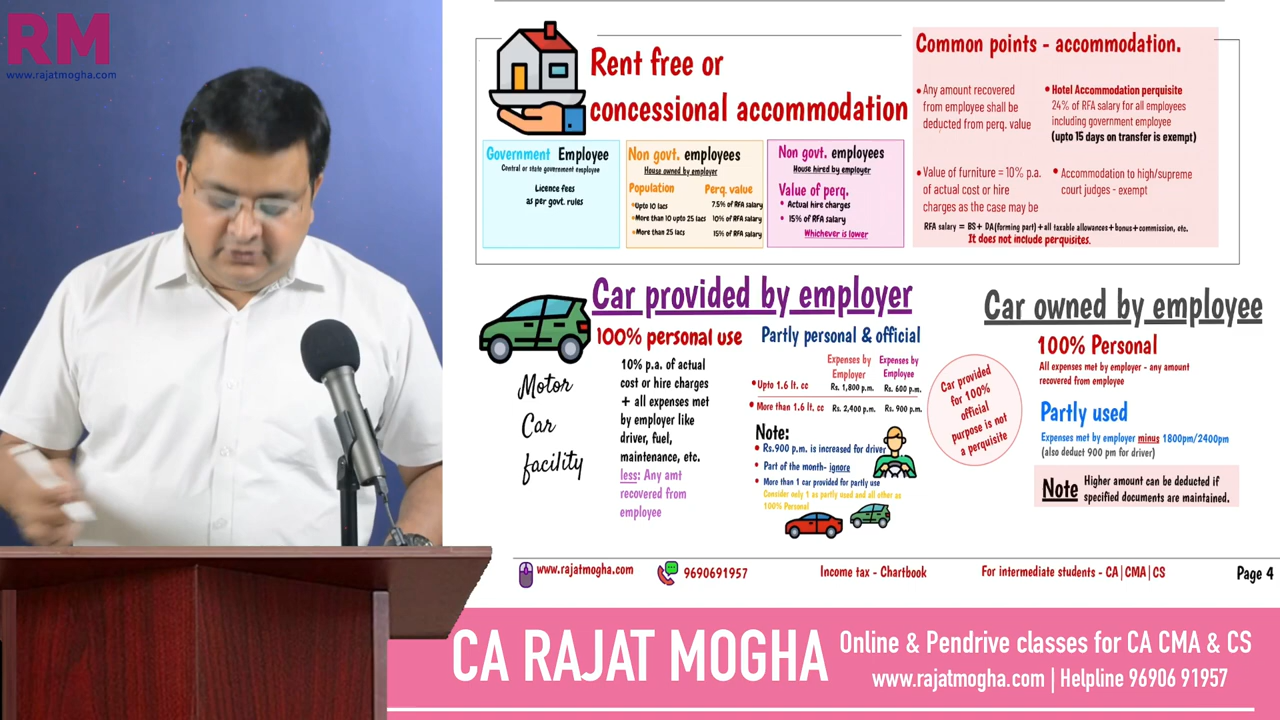 RM
www.rajatmogha.com
Rent free or
concessional accommodation
Government Employee
Central or state government employee
Licence fees
as per govt. rules
Non govt. employees
House owned by employer
Population Perq. value
Upto 10 lacs 7.5% of RFA salary
More than 10 upto 25 lacs 10% of RFA salary
More than 25 lacs 15% of RFA salary
Non govt. employees
House hired by employer
Value of perq.
Actual hire charges
15% of RFA salary
Whichever is lower
Common points - accommodation.
Any amount recovered
from employee shall be
deducted from perq. value
Hotel Accommodation perquisite
24% of RFA salary for all employees
including government employee
(upto 15 days on transfer is exempt)
Value of furniture = 10% p.a.
of actual cost or hire
charges as the case may be
Accommodation to high/supreme
court judges - exempt
RFA salary = BS+ DA(forming part)+all taxable allowances+bonus+commission, etc.
It does not include perquisites.
Motor
Car
facility
Car provided by employer
100% personal use
10% p.a. of actual
cost or hire charges
+ all expenses met
by employer like
driver, fuel,
maintenance, etc.
less: Any amt
recovered from
employee
Partly personal & official
Expenses by
Employer
Expenses by
Employee
Upto 1.6 lt. cc Rs. 1,800 p.m. Rs. 600 p.m.
More than 1.6 lt. cc Rs. 2,400 p.m. Rs. 900 p.m.
Note:
Rs.900 p.m. is increased for driver
Part of the month- ignore
More than 1 car provided for partly use
Consider only 1 as partly used and all other as
100% Personal
Car provided
for 100%
official
purpose is not
a perquisite
Car owned by employee
100% Personal
All expenses met by employer - any amount
recovered from employee
Partly used
Expenses met by employer minus 1800pm/2400pm
(also deduct 900 pm for driver)
Note Higher amount can be deducted if
specified documents are maintained.
www.rajatmogha.com 9690691957 Income tax - Chartbook For intermediate students - CA|CMA|CS Page 4
CA RAJAT MOGHA
Online & Pendrive classes for CA CMA & CS
www.rajatmogha.com | Helpline 96906 91957